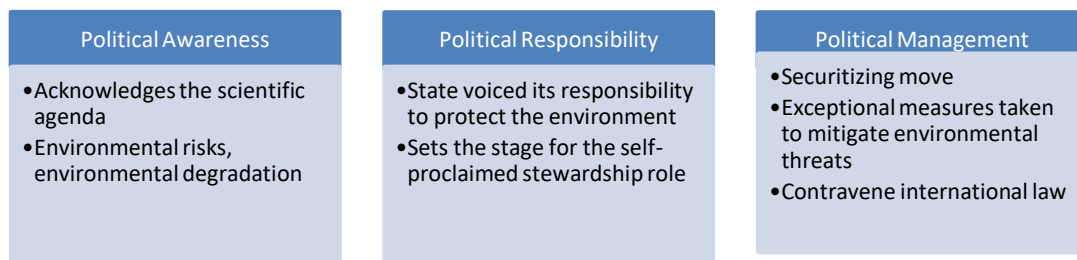 Political Awareness
•Acknowledges the scientific
agenda
•Environmental risks,
environmental degradation
Political Responsibility
•State voiced its responsibility
to protect the environment
•Sets the stage for the self-
proclaimed stewardship role
Political Management
•Securitizing move
•Exceptional measures taken
to mitigate environmental
threats
•Contravene international law